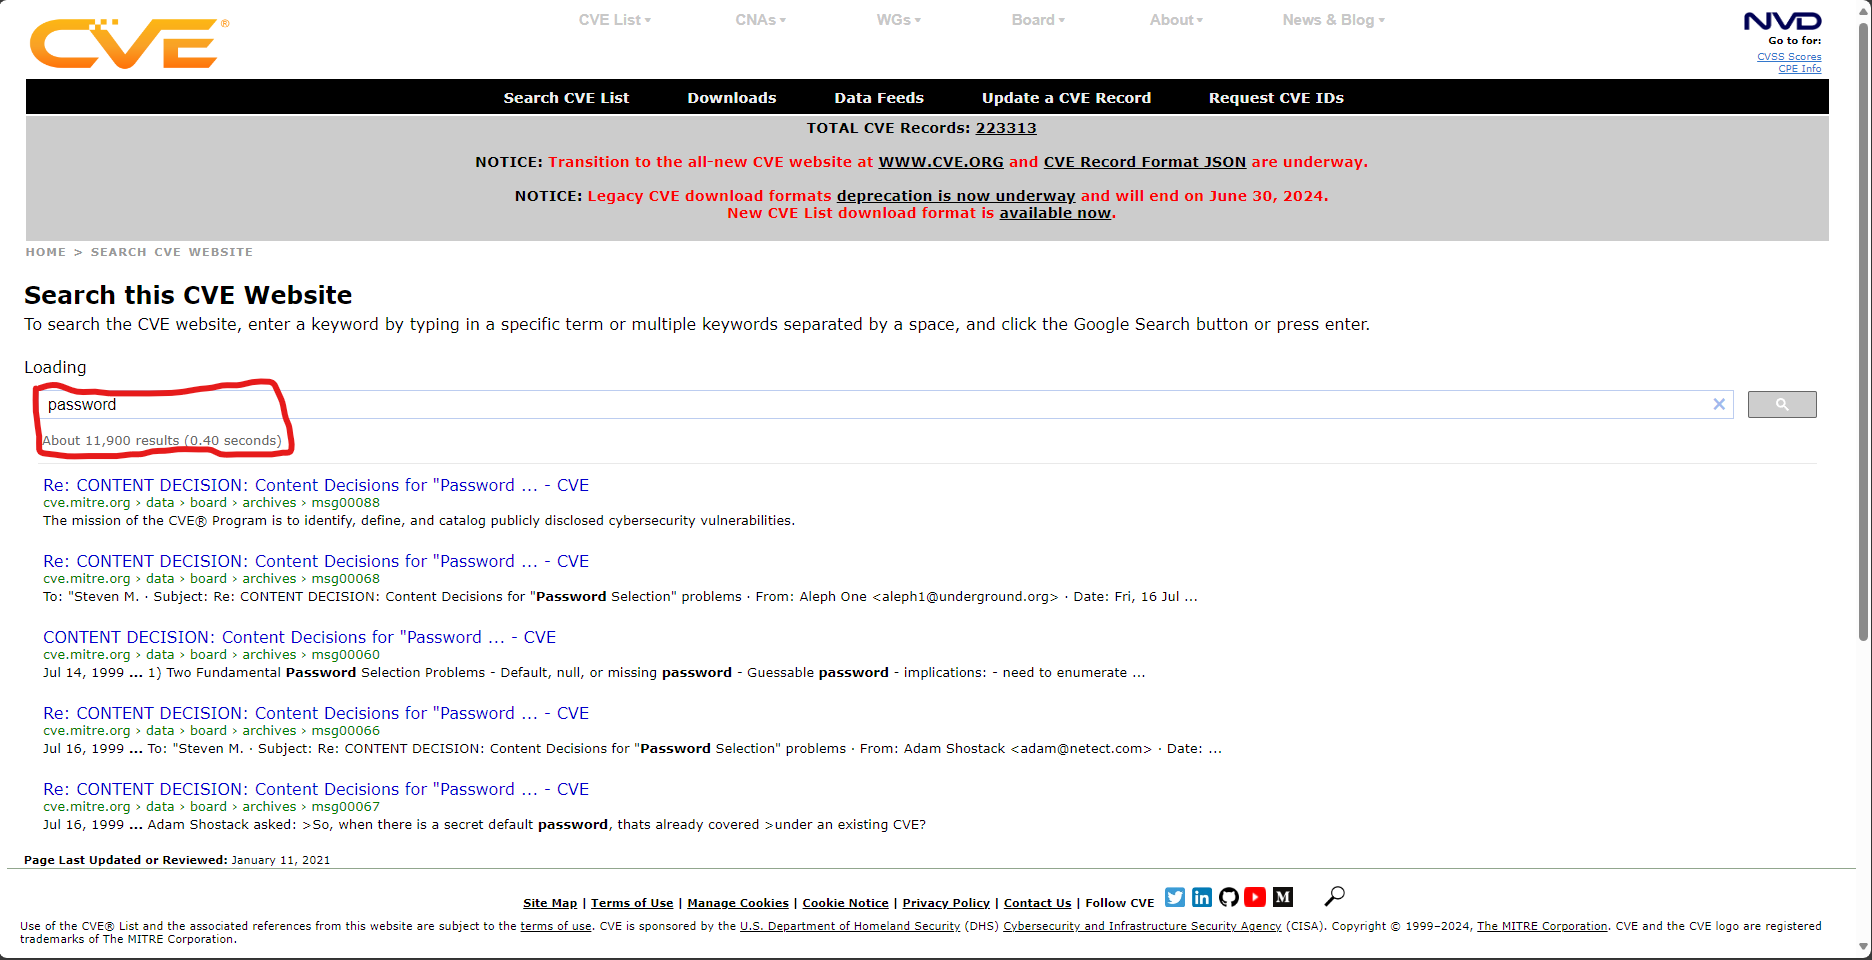 CVE®
CVE List▾ CNAs▾ WGs▾ Board▾ About▾ News & Blog▾
NVD
Go to for:
CVSS Scores
CPE Info
Search CVE List Downloads Data Feeds Update a CVE Record Request CVE IDs
TOTAL CVE Records: 223313
NOTICE: Transition to the all-new CVE website at WWW.CVE.ORG and CVE Record Format JSON are underway.
NOTICE: Legacy CVE download formats deprecation is now underway and will end on June 30, 2024.
New CVE List download format is available now.
HOME > SEARCH CVE WEBSITE
Search this CVE Website
To search the CVE website, enter a keyword by typing in a specific term or multiple keywords separated by a space, and click the Google Search button or press enter.
Loading
password
About 11,900 results (0.40 seconds)
Re: CONTENT DECISION: Content Decisions for "Password ... - CVE
cve.mitre.org › data › board › archives › msg00088
The mission of the CVE® Program is to identify, define, and catalog publicly disclosed cybersecurity vulnerabilities.
Re: CONTENT DECISION: Content Decisions for "Password ... - CVE
cve.mitre.org › data › board › archives › msg00068
To: "Steven M. · Subject: Re: CONTENT DECISION: Content Decisions for "Password Selection" problems · From: Aleph One <aleph1@underground.org> · Date: Fri, 16 Jul ...
CONTENT DECISION: Content Decisions for "Password ... - CVE
cve.mitre.org › data › board › archives › msg00060
Jul 14, 1999 ... 1) Two Fundamental Password Selection Problems - Default, null, or missing password - Guessable password - implications: - need to enumerate ...
Re: CONTENT DECISION: Content Decisions for "Password ... - CVE
cve.mitre.org › data › board › archives › msg00066
Jul 16, 1999 ... To: "Steven M. · Subject: Re: CONTENT DECISION: Content Decisions for "Password Selection" problems · From: Adam Shostack <adam@netect.com> · Date: ...
Re: CONTENT DECISION: Content Decisions for "Password ... - CVE
cve.mitre.org › data › board › archives › msg00067
Jul 16, 1999 ... Adam Shostack asked: >So, when there is a secret default password, thats already covered >under an existing CVE?
Page Last Updated or Reviewed: January 11, 2021
Site Map | Terms of Use | Manage Cookies | Cookie Notice | Privacy Policy | Contact Us | Follow CVE
Use of the CVE® List and the associated references from this website are subject to the terms of use. CVE is sponsored by the U.S. Department of Homeland Security (DHS) Cybersecurity and Infrastructure Security Agency (CISA). Copyright © 1999–2024, The MITRE Corporation. CVE and the CVE logo are registered
trademarks of The MITRE Corporation.